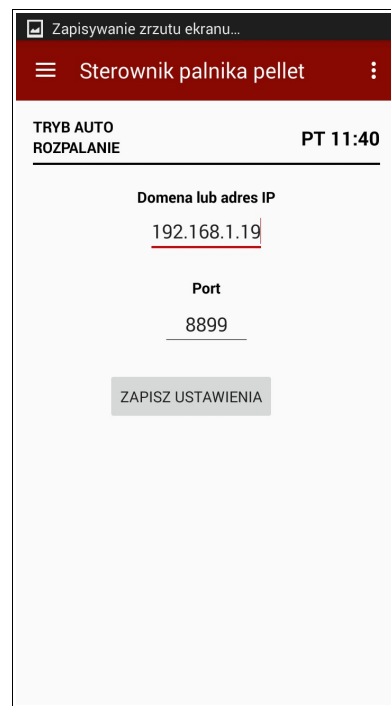 Zapisywanie zrzutu ekranu...
Sterownik palnika pellet
TRYB AUTO
ROZPALANIE
PT 11:40
Domena lub adres IP
192.168.1.19
Port
8899
ZAPISZ USTAWIENIA